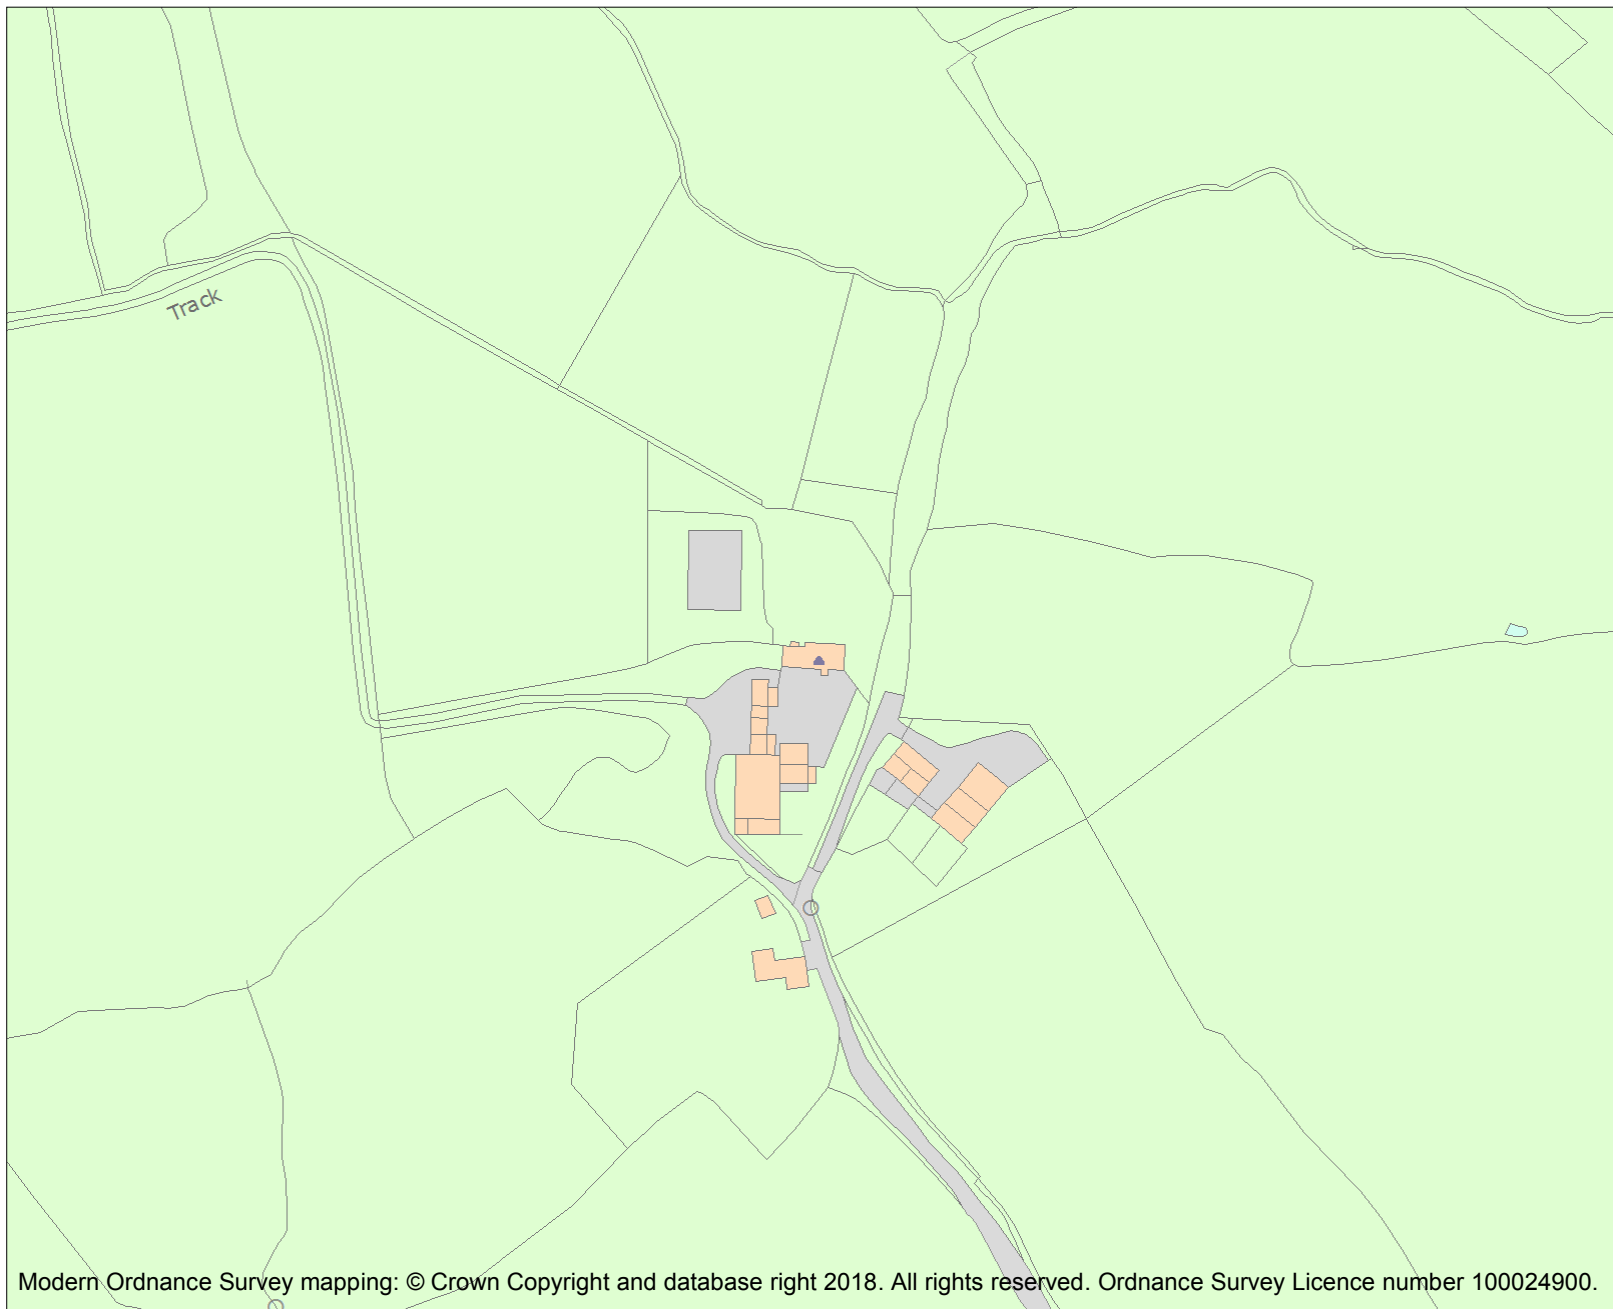 Track
Modern Ordnance Survey mapping: © Crown Copyright and database right 2018. All rights reserved. Ordnance Survey Licence number 100024900.